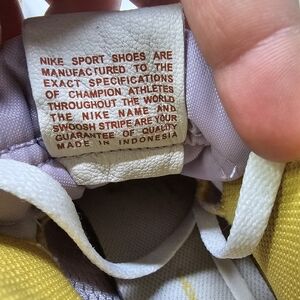 NIKE SPORT SHOES ARE
MANUFACTURED TO THE
EXACT SPECIFICATIONS
OF CHAMPION ATHLETES
THROUGHOUT THE WORLD
THE NIKE NAME AND
SWOOSH STRIPE ARE YOUR
GUARANTEE OF QUALITY
MADE IN INDONESIA